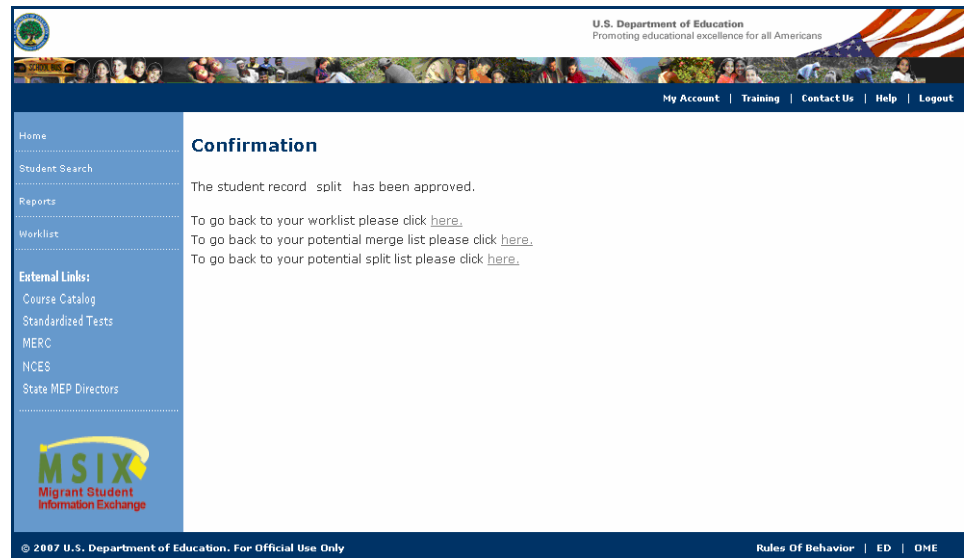 U.S. Department of Education
Promoting educational excellence for all Americans
SCHOOL BUS
My Account | Training | Contact Us | Help | Logout
Home
Student Search
Reports
Worklist
External Links:
Course Catalog
Standardized Tests
MERC
NCES
State MEP Directors
MSIX
Migrant Student
Information Exchange
Confirmation
The student record split has been approved.
To go back to your worklist please click here.
To go back to your potential merge list please click here.
To go back to your potential split list please click here.
© 2007 U.S. Department of Education. For Official Use Only
Rules Of Behavior | ED | OME